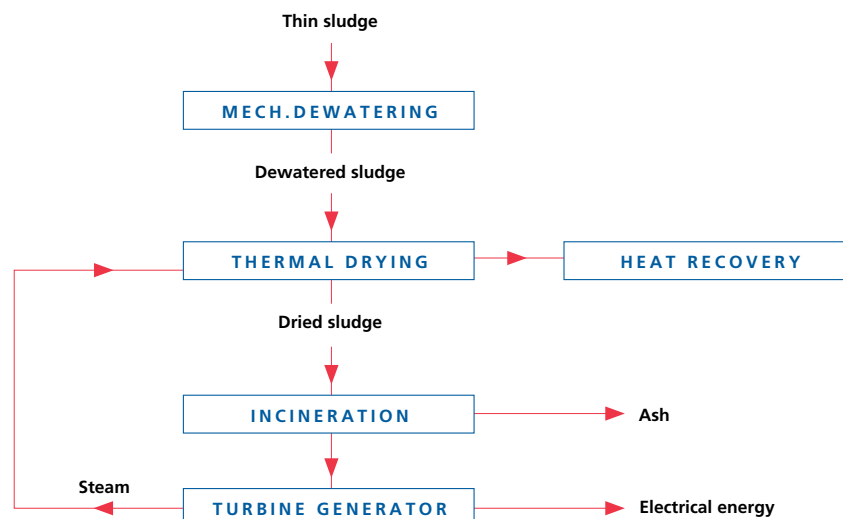 Thin sludge
MECH.DEWATERING
Dewatered sludge
THERMAL DRYING
HEAT RECOVERY
Dried sludge
INCINERATION
Ash
Steam
TURBINE GENERATOR
Electrical energy